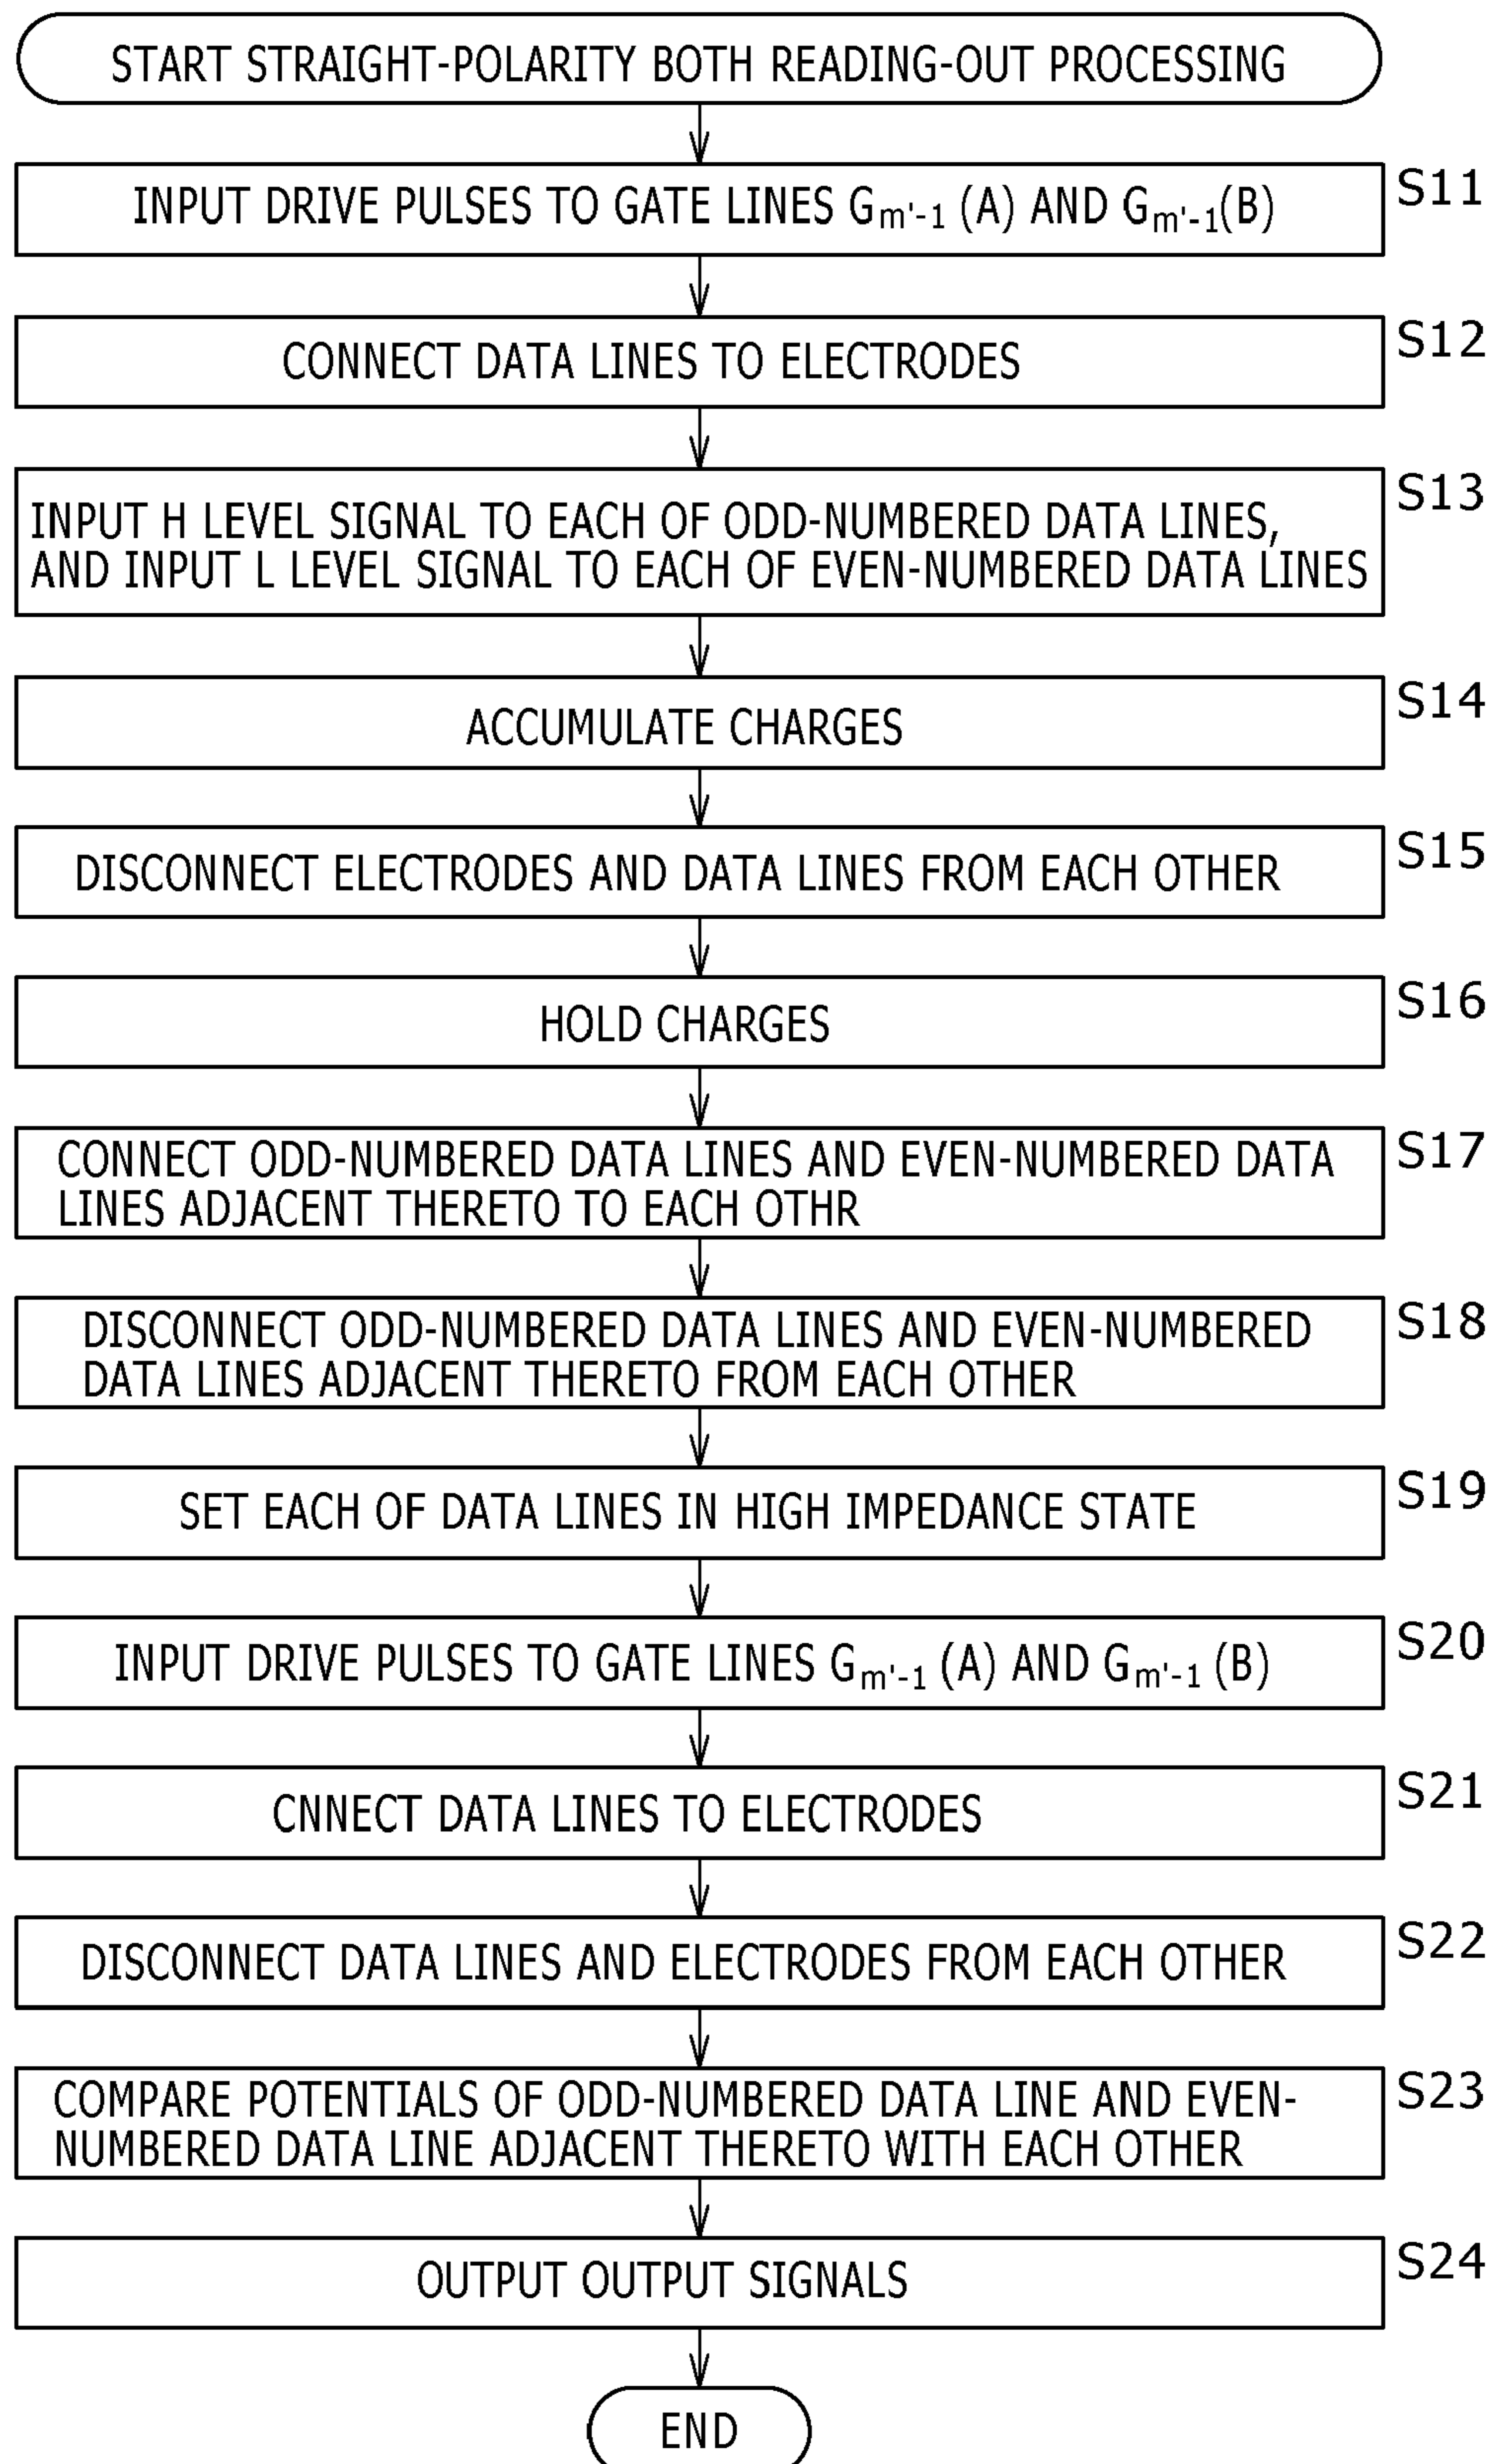 START STRAIGHT-POLARITY BOTH READING-OUT PROCESSING
INPUT DRIVE PULSES TO GATE LINES Gm'-1 (A) AND Gm'-1(B)
S11
CONNECT DATA LINES TO ELECTRODES
S12
INPUT H LEVEL SIGNAL TO EACH OF ODD-NUMBERED DATA LINES,
AND INPUT L LEVEL SIGNAL TO EACH OF EVEN-NUMBERED DATA LINES
S13
ACCUMULATE CHARGES
S14
DISCONNECT ELECTRODES AND DATA LINES FROM EACH OTHER
S15
HOLD CHARGES
S16
CONNECT ODD-NUMBERED DATA LINES AND EVEN-NUMBERED DATA
LINES ADJACENT THERETO TO EACH OTHR
S17
DISCONNECT ODD-NUMBERED DATA LINES AND EVEN-NUMBERED
DATA LINES ADJACENT THERETO FROM EACH OTHER
S18
SET EACH OF DATA LINES IN HIGH IMPEDANCE STATE
S19
INPUT DRIVE PULSES TO GATE LINES Gm'-1 (A) AND Gm'-1 (B)
S20
CNNECT DATA LINES TO ELECTRODES
S21
DISCONNECT DATA LINES AND ELECTRODES FROM EACH OTHER
S22
COMPARE POTENTIALS OF ODD-NUMBERED DATA LINE AND EVEN-
NUMBERED DATA LINE ADJACENT THERETO WITH EACH OTHER
S23
OUTPUT OUTPUT SIGNALS
S24
END